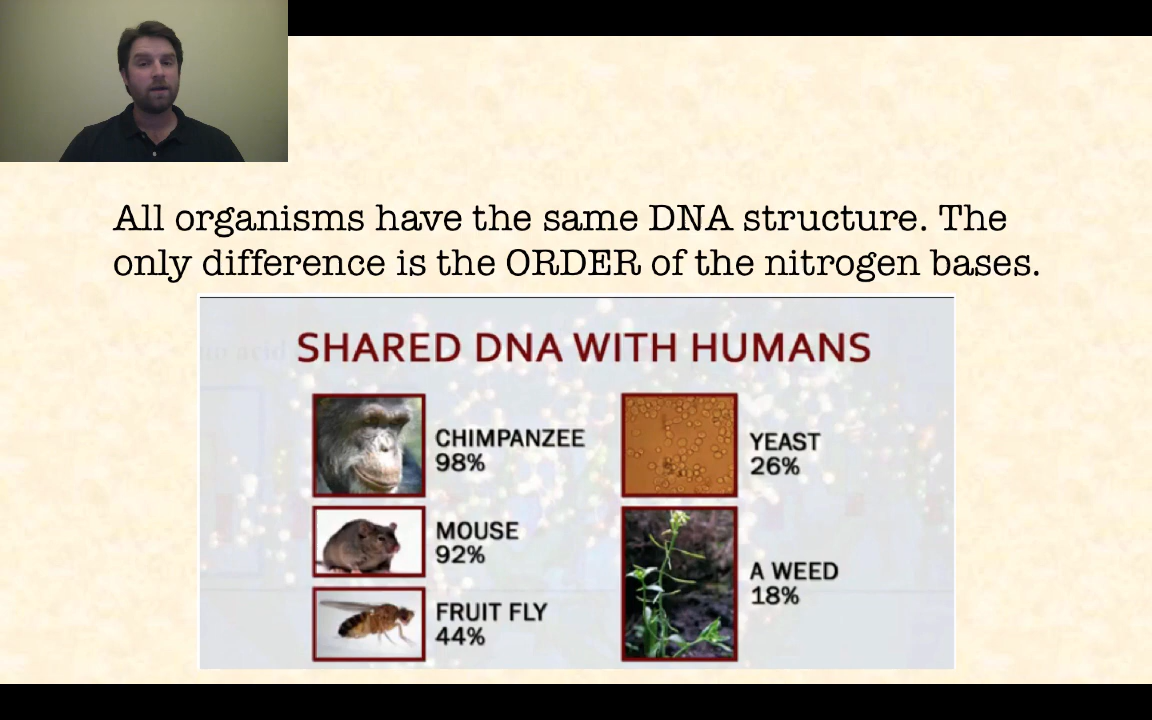 All organisms have the same DNA structure. The
only difference is the ORDER of the nitrogen bases.
SHARED DNA WITH HUMANS
CHIMPANZEE
98%
MOUSE
92%
FRUIT FLY
44%
YEAST
26%
A WEED
18%